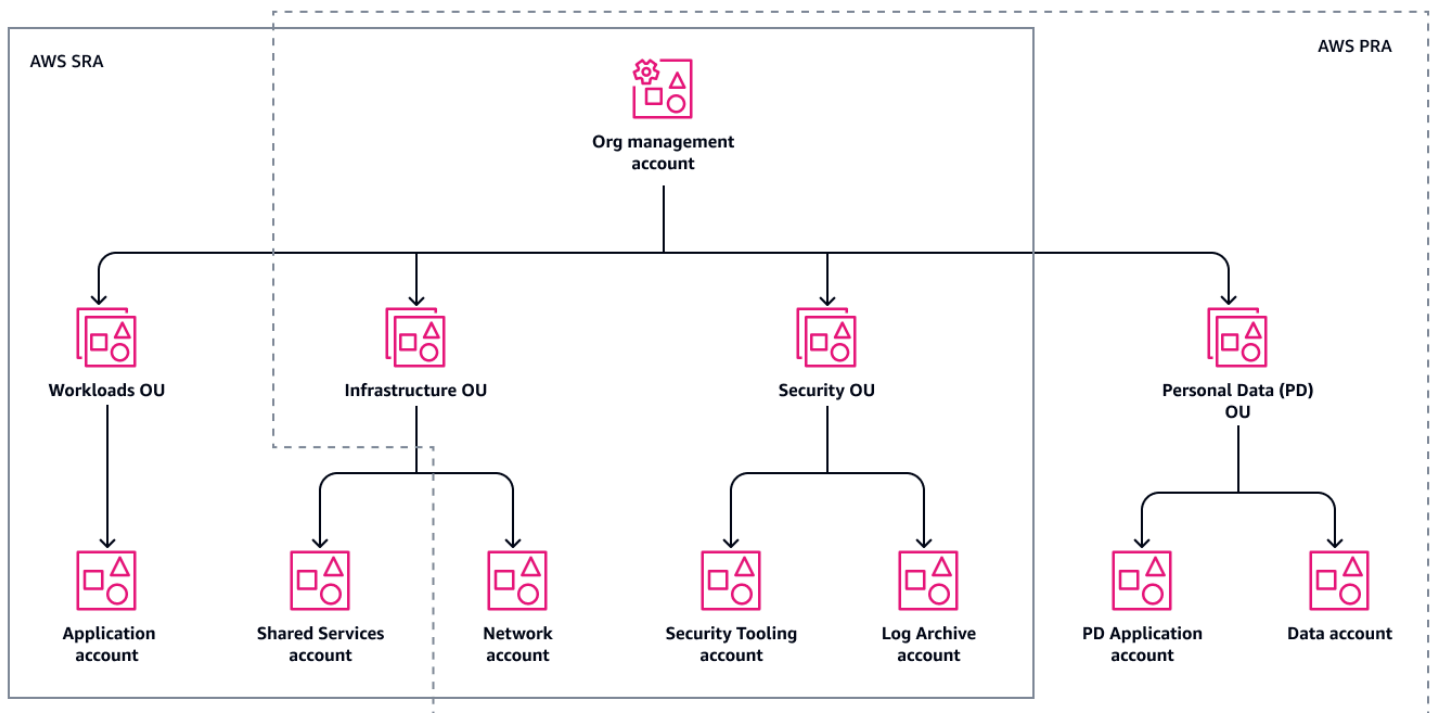 AWS PRA
AWS SRA
Org management
account
Workloads OU
Infrastructure OU
Security OU
Personal Data (PD)
OU
Application
account
Shared Services
account
Network
account
Security Tooling
account
Log Archive
account
PD Application
account
Data account